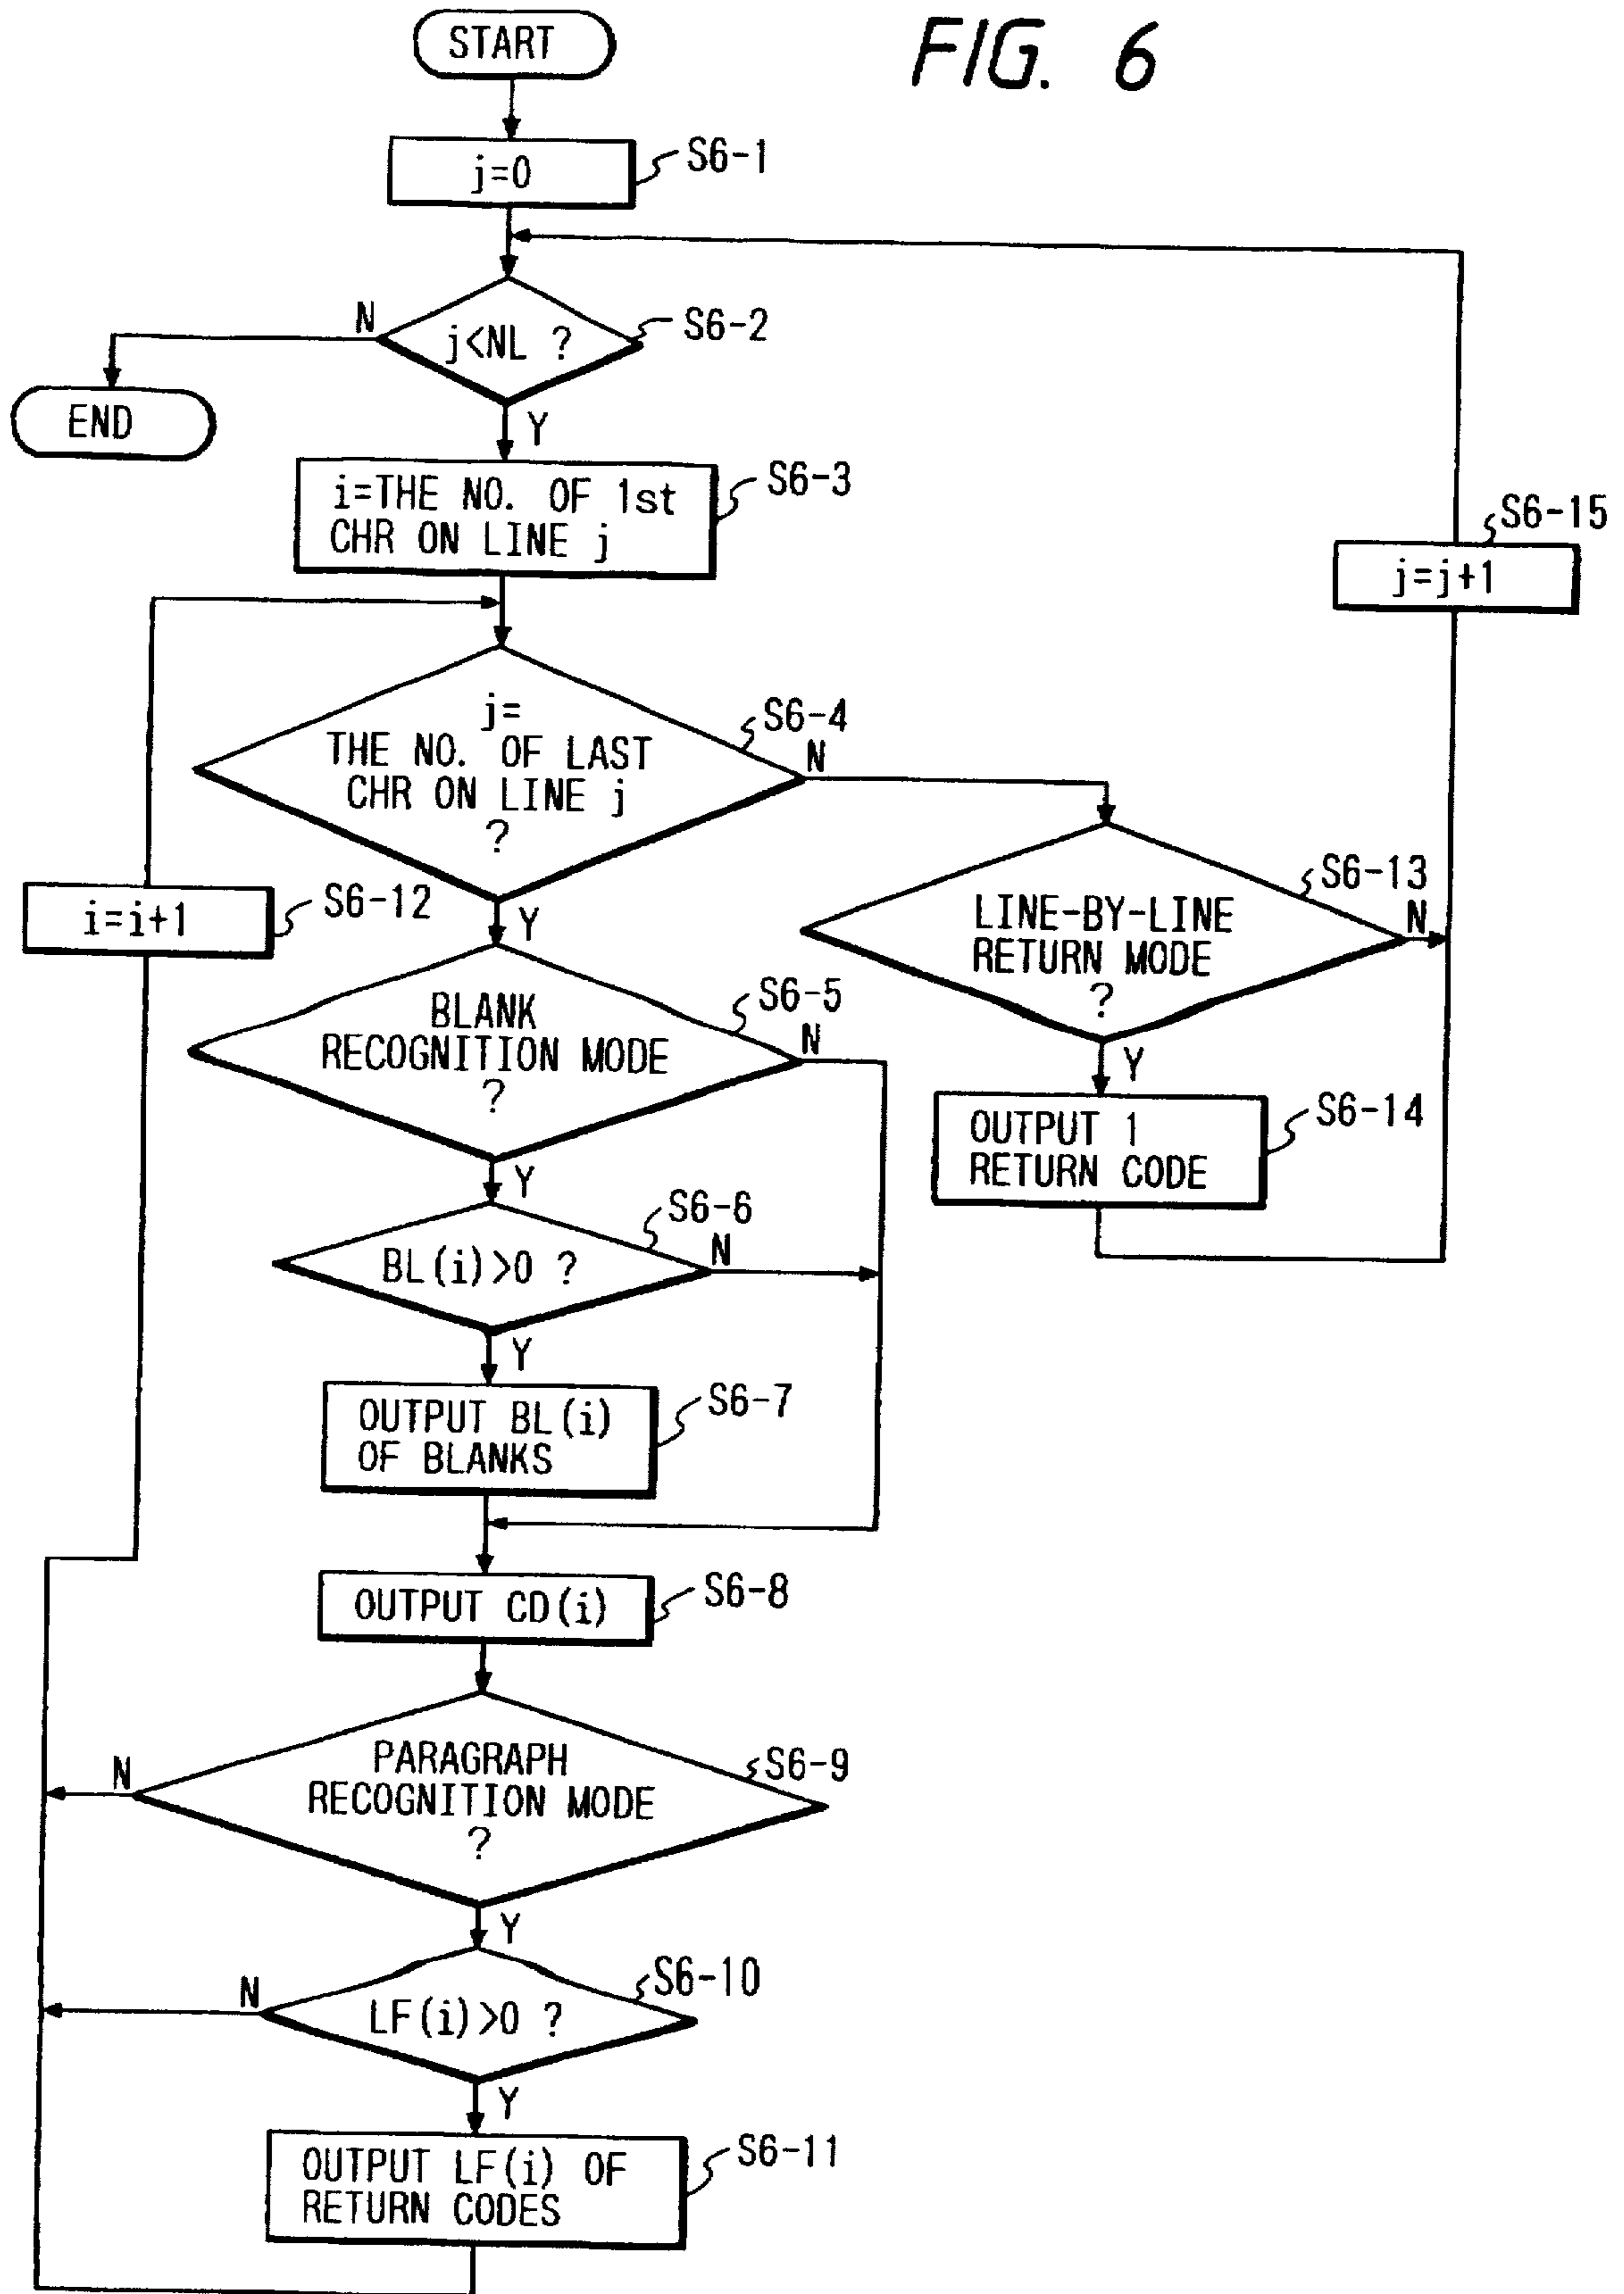 FIG. 6
START
j=0
S6-1
j<NL ?
S6-2
N
Y
END
i=THE NO. OF 1st
CHR ON LINE j
S6-3
j=
THE NO. OF LAST
CHR ON LINE j
?
S6-4
N
Y
i=i+1
S6-12
BLANK
RECOGNITION MODE
?
S6-5
N
Y
BL(i)>0 ?
S6-6
N
Y
OUTPUT BL(i)
OF BLANKS
S6-7
OUTPUT CD(i)
S6-8
PARAGRAPH
RECOGNITION MODE
?
S6-9
N
Y
LF(i)>0 ?
S6-10
N
Y
OUTPUT LF(i) OF
RETURN CODES
S6-11
LINE-BY-LINE
RETURN MODE
?
S6-13
N
Y
OUTPUT 1
RETURN CODE
S6-14
j=j+1
S6-15